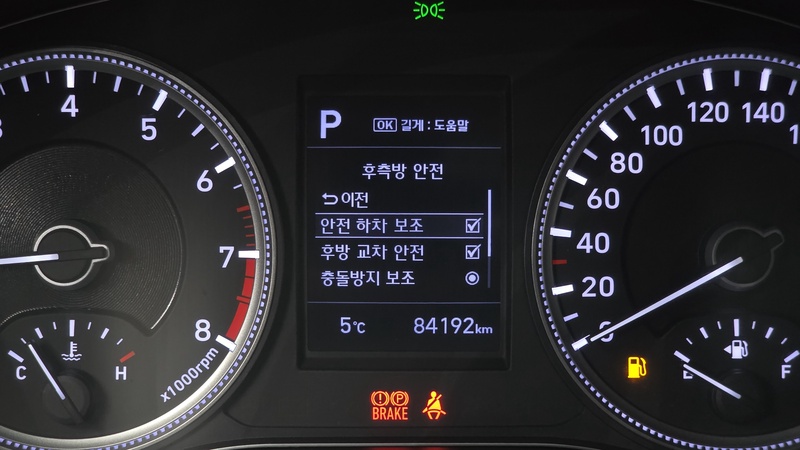 P OK 길게 : 도움말
후측방 안전
이전
안전 하차 보조
후방 교차 안전
충돌방지 보조
5℃ 84192km
4
5
6
7
8
x1000rpm
C H
0
20
40
60
80
100
120
140
E F
BRAKE
P